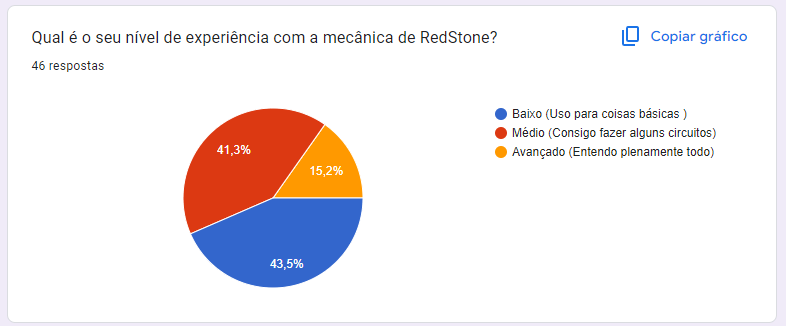 Qual é o seu nível de experiência com a mecânica de RedStone?
Copiar gráfico
46 respostas
Baixo (Uso para coisas básicas )
Médio (Consigo fazer alguns circuitos)
Avançado (Entendo plenamente todo)
41,3%
15,2%
43,5%